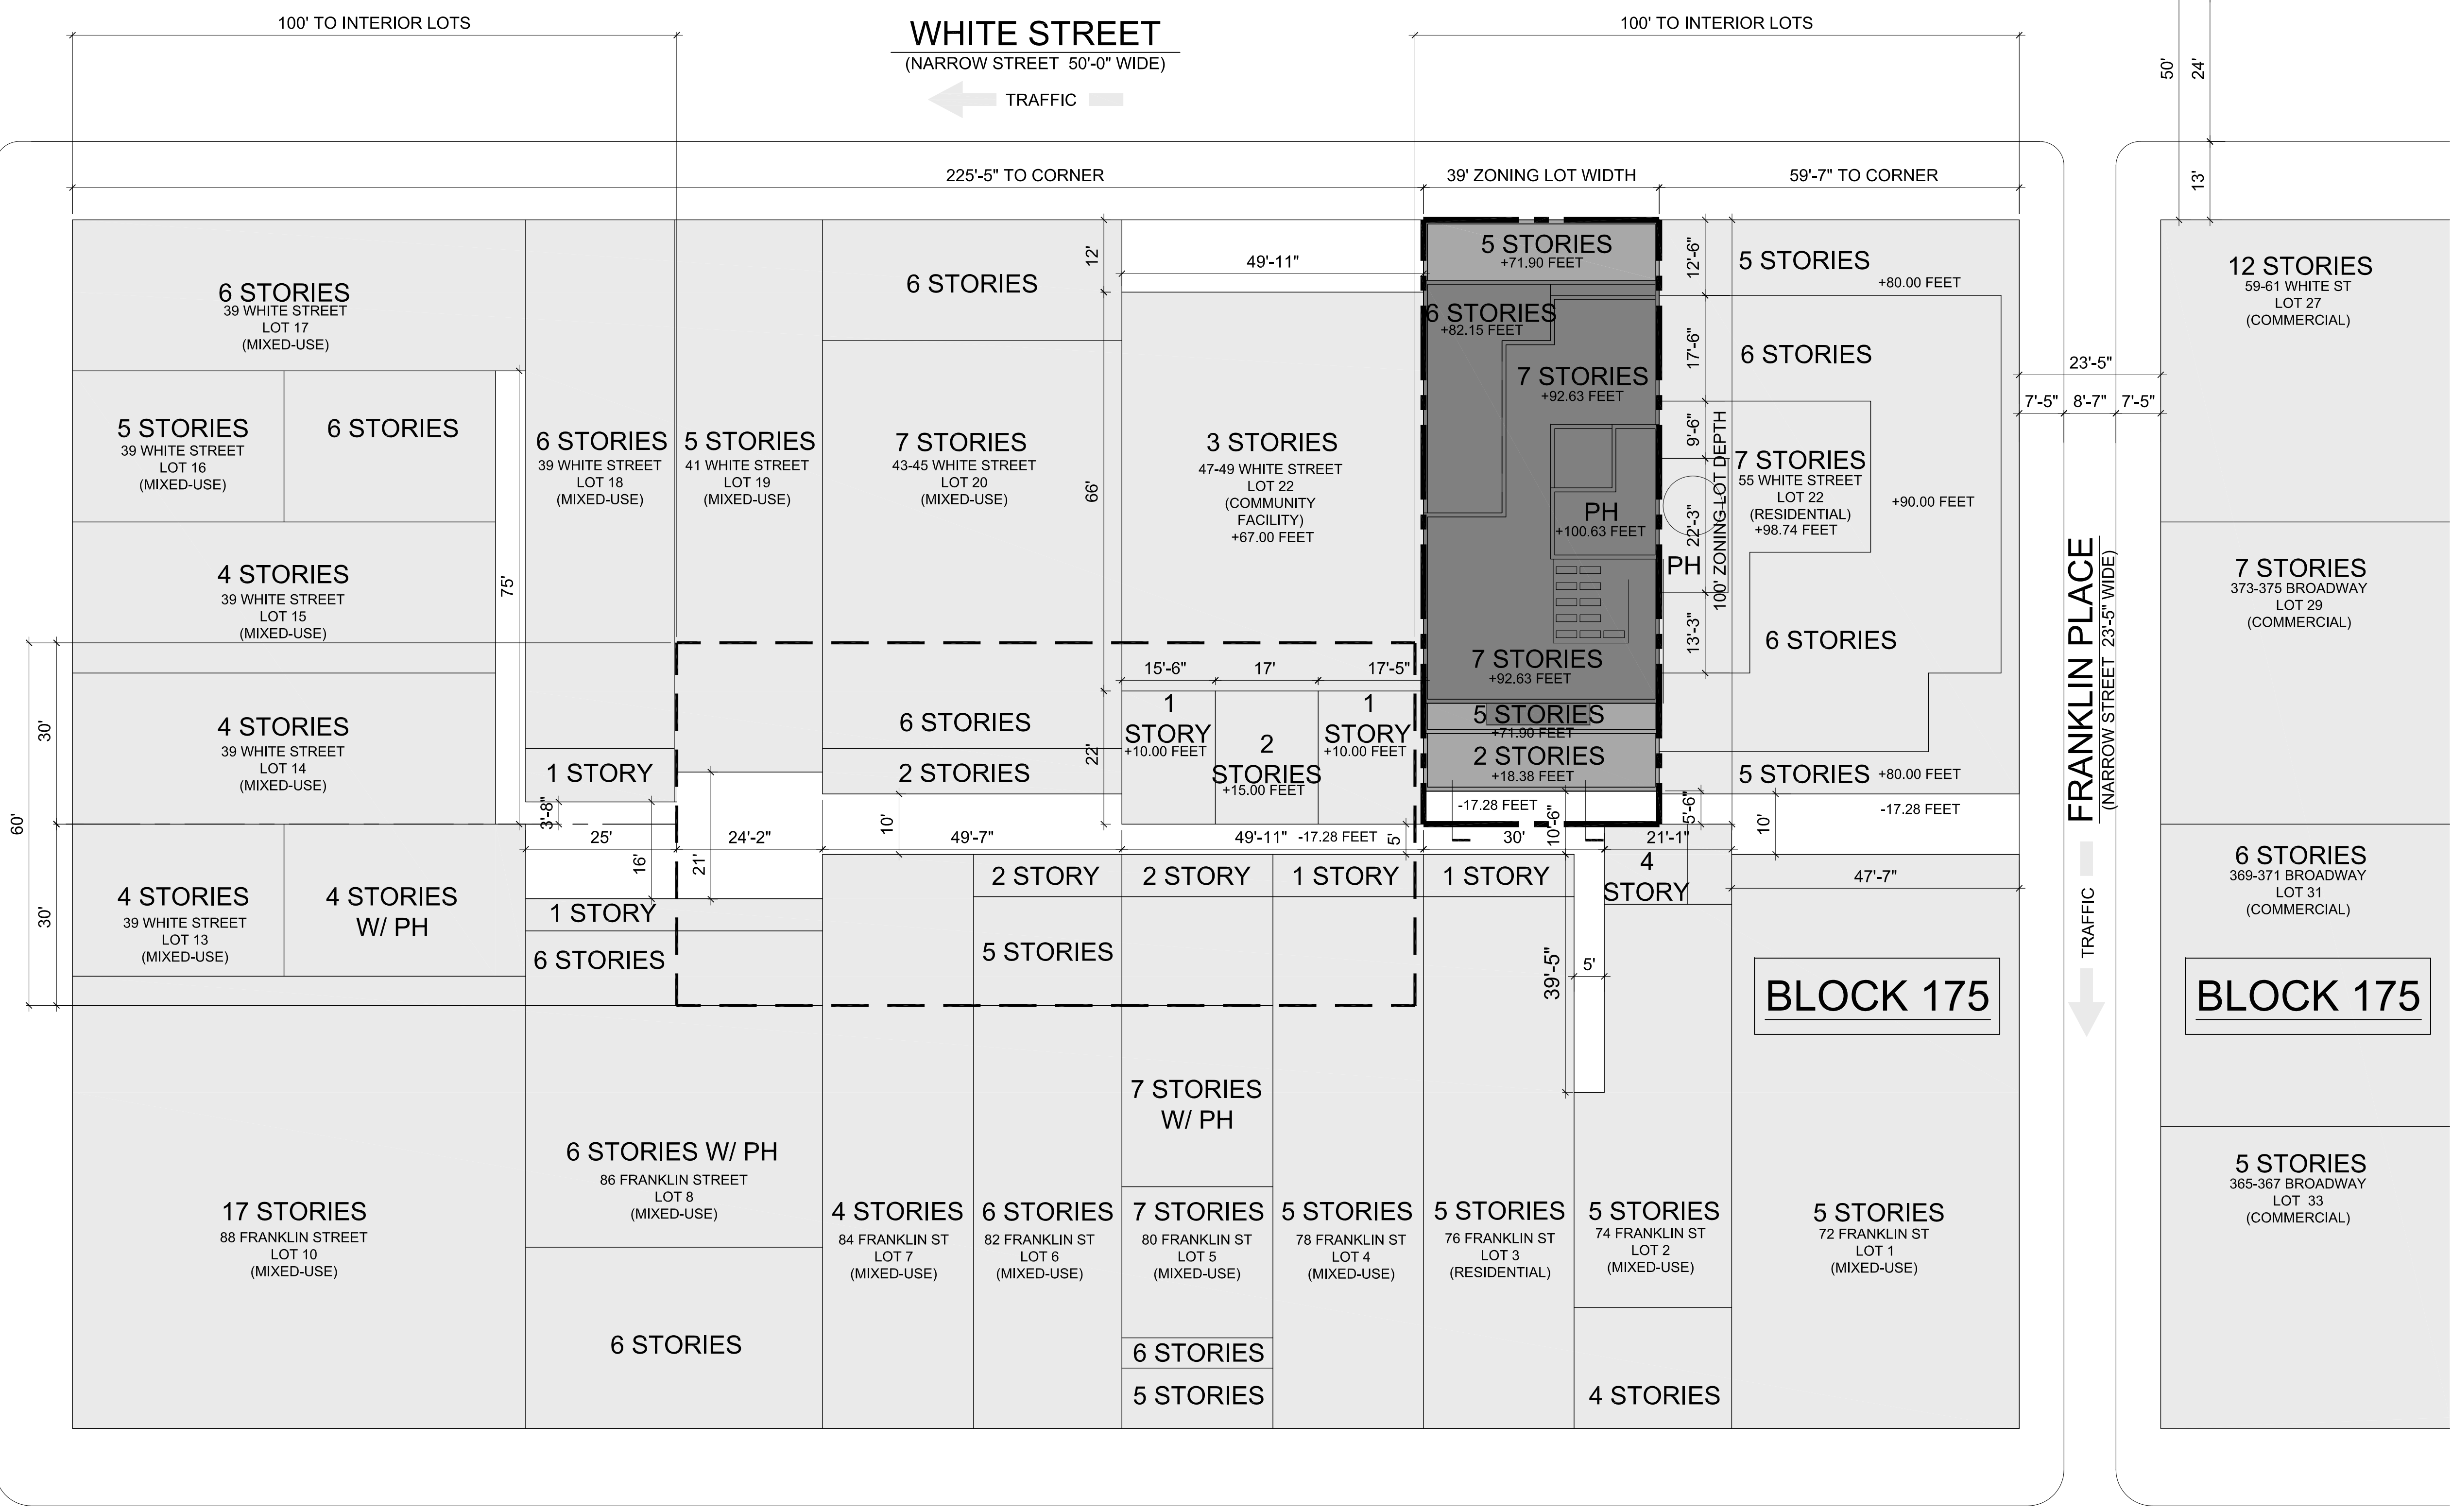 100' TO INTERIOR LOTS
WHITE STREET
(NARROW STREET 50'-0" WIDE)
TRAFFIC
100' TO INTERIOR LOTS
50'
24'
13'
225'-5" TO CORNER
39' ZONING LOT WIDTH
59'-7" TO CORNER
6 STORIES
39 WHITE STREET
LOT 17
(MIXED-USE)
5 STORIES
39 WHITE STREET
LOT 16
(MIXED-USE)
6 STORIES
4 STORIES
39 WHITE STREET
LOT 15
(MIXED-USE)
75'
4 STORIES
39 WHITE STREET
LOT 14
(MIXED-USE)
60'
30'
30'
4 STORIES
39 WHITE STREET
LOT 13
(MIXED-USE)
4 STORIES
W/ PH
6 STORIES
39 WHITE STREET
LOT 18
(MIXED-USE)
1 STORY
3'-8"
25'
16'
1 STORY
6 STORIES
5 STORIES
41 WHITE STREET
LOT 19
(MIXED-USE)
24'-2"
21'
6 STORIES
7 STORIES
43-45 WHITE STREET
LOT 20
(MIXED-USE)
6 STORIES
2 STORIES
10'
49'-7"
12'
66'
22'
49'-11"
3 STORIES
47-49 WHITE STREET
LOT 22
(COMMUNITY
FACILITY)
+67.00 FEET
15'-6"
17'
17'-5"
1
STORY
+10.00 FEET
2
STORIES
+15.00 FEET
1
STORY
+10.00 FEET
49'-11"
-17.28 FEET
5'
5 STORIES
+71.90 FEET
6 STORIES
+82.15 FEET
7 STORIES
+92.63 FEET
PH
+100.63 FEET
7 STORIES
+92.63 FEET
5 STORIES
+71.90 FEET
2 STORIES
+18.38 FEET
-17.28 FEET
10'-6"
5'-6"
30'
21'-1"
12'-6"
17'-6"
9'-6"
22'-3"
13'-3"
100' ZONING LOT DEPTH
PH
5 STORIES
+80.00 FEET
6 STORIES
7 STORIES
55 WHITE STREET
LOT 22
(RESIDENTIAL)
+98.74 FEET
+90.00 FEET
6 STORIES
5 STORIES
+80.00 FEET
-17.28 FEET
10'
47'-7"
23'-5"
7'-5"
8'-7"
7'-5"
FRANKLIN PLACE
(NARROW STREET 23'-5" WIDE)
TRAFFIC
12 STORIES
59-61 WHITE ST
LOT 27
(COMMERCIAL)
7 STORIES
373-375 BROADWAY
LOT 29
(COMMERCIAL)
6 STORIES
369-371 BROADWAY
LOT 31
(COMMERCIAL)
BLOCK 175
5 STORIES
365-367 BROADWAY
LOT 33
(COMMERCIAL)
2 STORY
2 STORY
1 STORY
1 STORY
4
STORY
5 STORIES
39'-5"
5'
BLOCK 175
7 STORIES
W/ PH
17 STORIES
88 FRANKLIN STREET
LOT 10
(MIXED-USE)
6 STORIES W/ PH
86 FRANKLIN STREET
LOT 8
(MIXED-USE)
6 STORIES
4 STORIES
84 FRANKLIN ST
LOT 7
(MIXED-USE)
6 STORIES
82 FRANKLIN ST
LOT 6
(MIXED-USE)
7 STORIES
80 FRANKLIN ST
LOT 5
(MIXED-USE)
6 STORIES
5 STORIES
5 STORIES
78 FRANKLIN ST
LOT 4
(MIXED-USE)
5 STORIES
76 FRANKLIN ST
LOT 3
(RESIDENTIAL)
5 STORIES
74 FRANKLIN ST
LOT 2
(MIXED-USE)
4 STORIES
5 STORIES
72 FRANKLIN ST
LOT 1
(MIXED-USE)